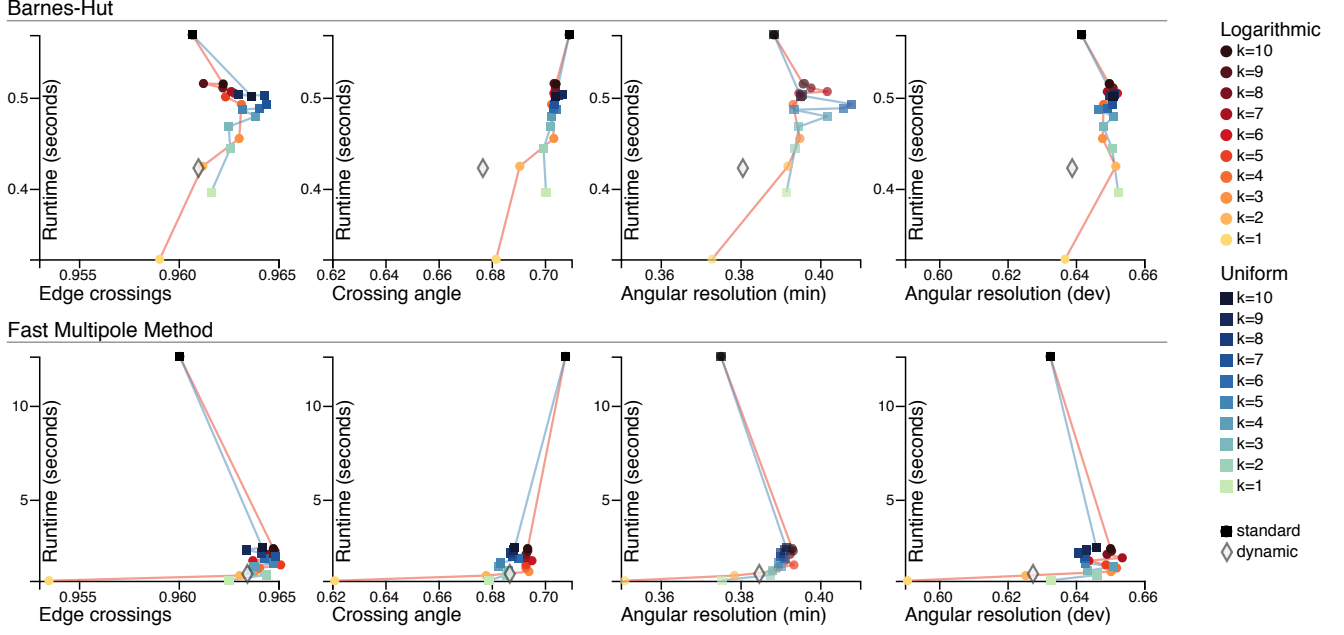 Barnes-Hut
Runtime (seconds)
0.5
0.4
0.955 0.960 0.965
Edge crossings
Runtime (seconds)
0.5
0.4
0.62 0.64 0.66 0.68 0.70
Crossing angle
Runtime (seconds)
0.5
0.4
0.36 0.38 0.40
Angular resolution (min)
Runtime (seconds)
0.5
0.4
0.60 0.62 0.64 0.66
Angular resolution (dev)
Fast Multipole Method
Runtime (seconds)
10
5
0.955 0.960 0.965
Edge crossings
Runtime (seconds)
10
5
0.62 0.64 0.66 0.68 0.70
Crossing angle
Runtime (seconds)
10
5
0.36 0.38 0.40
Angular resolution (min)
Runtime (seconds)
10
5
0.60 0.62 0.64 0.66
Angular resolution (dev)
Logarithmic
k=10
k=9
k=8
k=7
k=6
k=5
k=4
k=3
k=2
k=1
Uniform
k=10
k=9
k=8
k=7
k=6
k=5
k=4
k=3
k=2
k=1
standard
dynamic